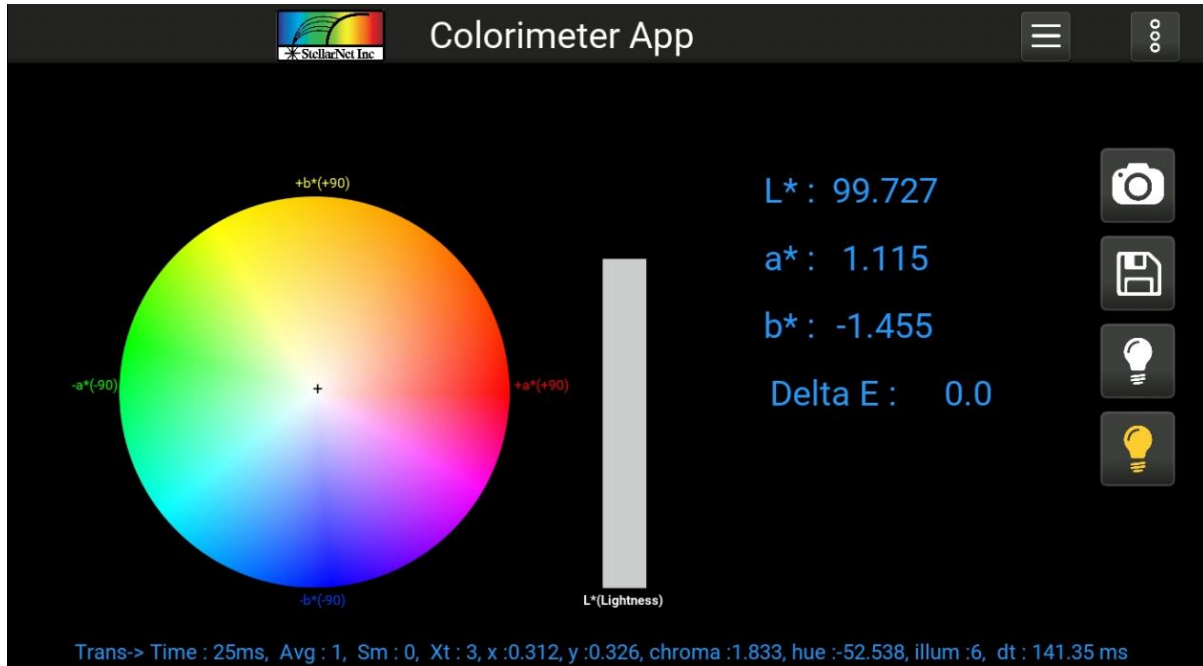 StellarNet Inc
Colorimeter App
+b*(+90)
-a*(-90)
+a*(+90)
-b*(-90)
L*(Lightness)
L* : 99.727
a* : 1.115
b* : -1.455
Delta E : 0.0
Trans-> Time : 25ms, Avg : 1, Sm : 0, Xt : 3, x :0.312, y :0.326, chroma :1.833, hue :-52.538, illum :6, dt : 141.35 ms